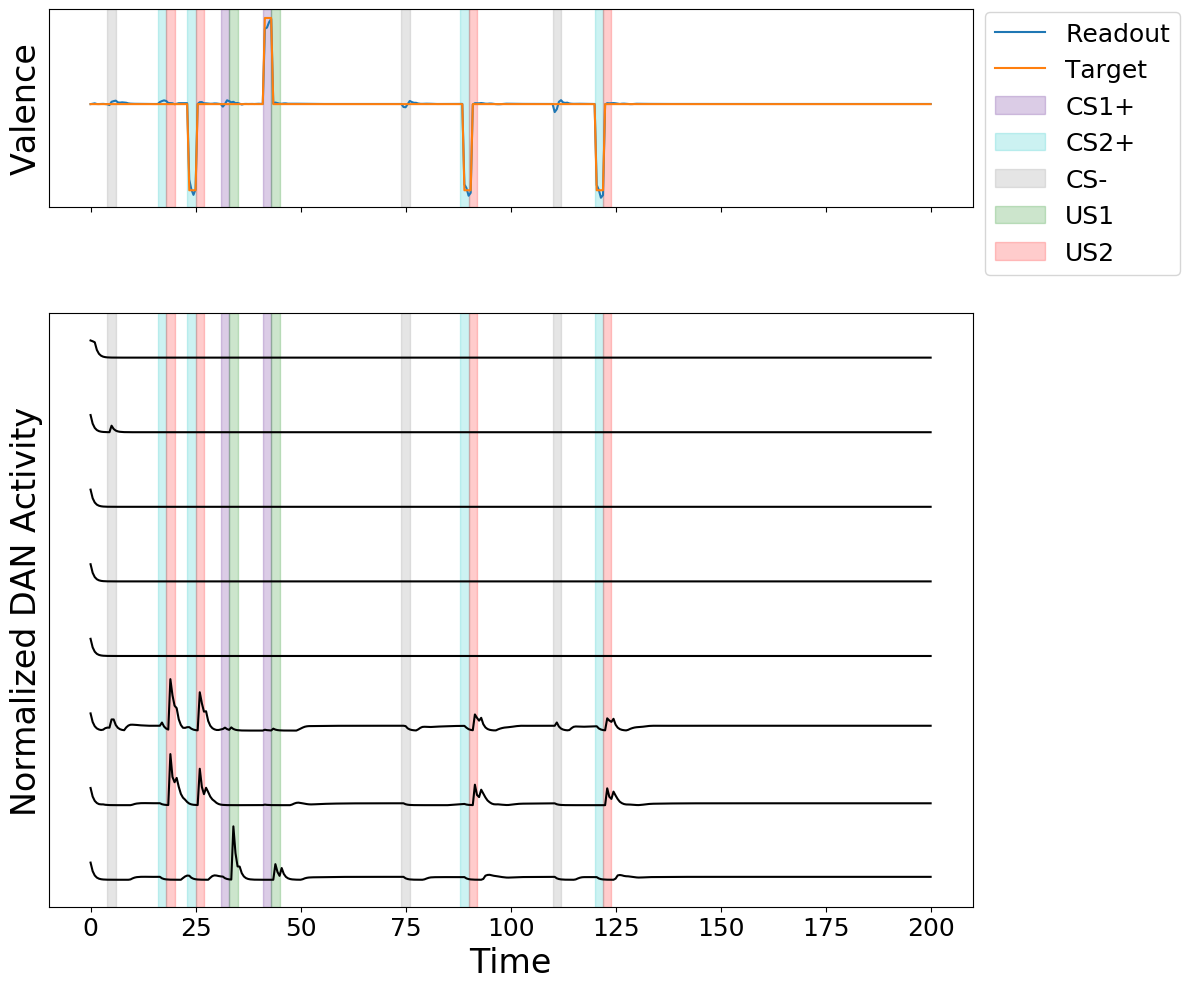 Valence
Readout
Target
CS1+
CS2+
CS-
US1
US2
Normalized DAN Activity
0 25 50 75 100 125 150 175 200
Time